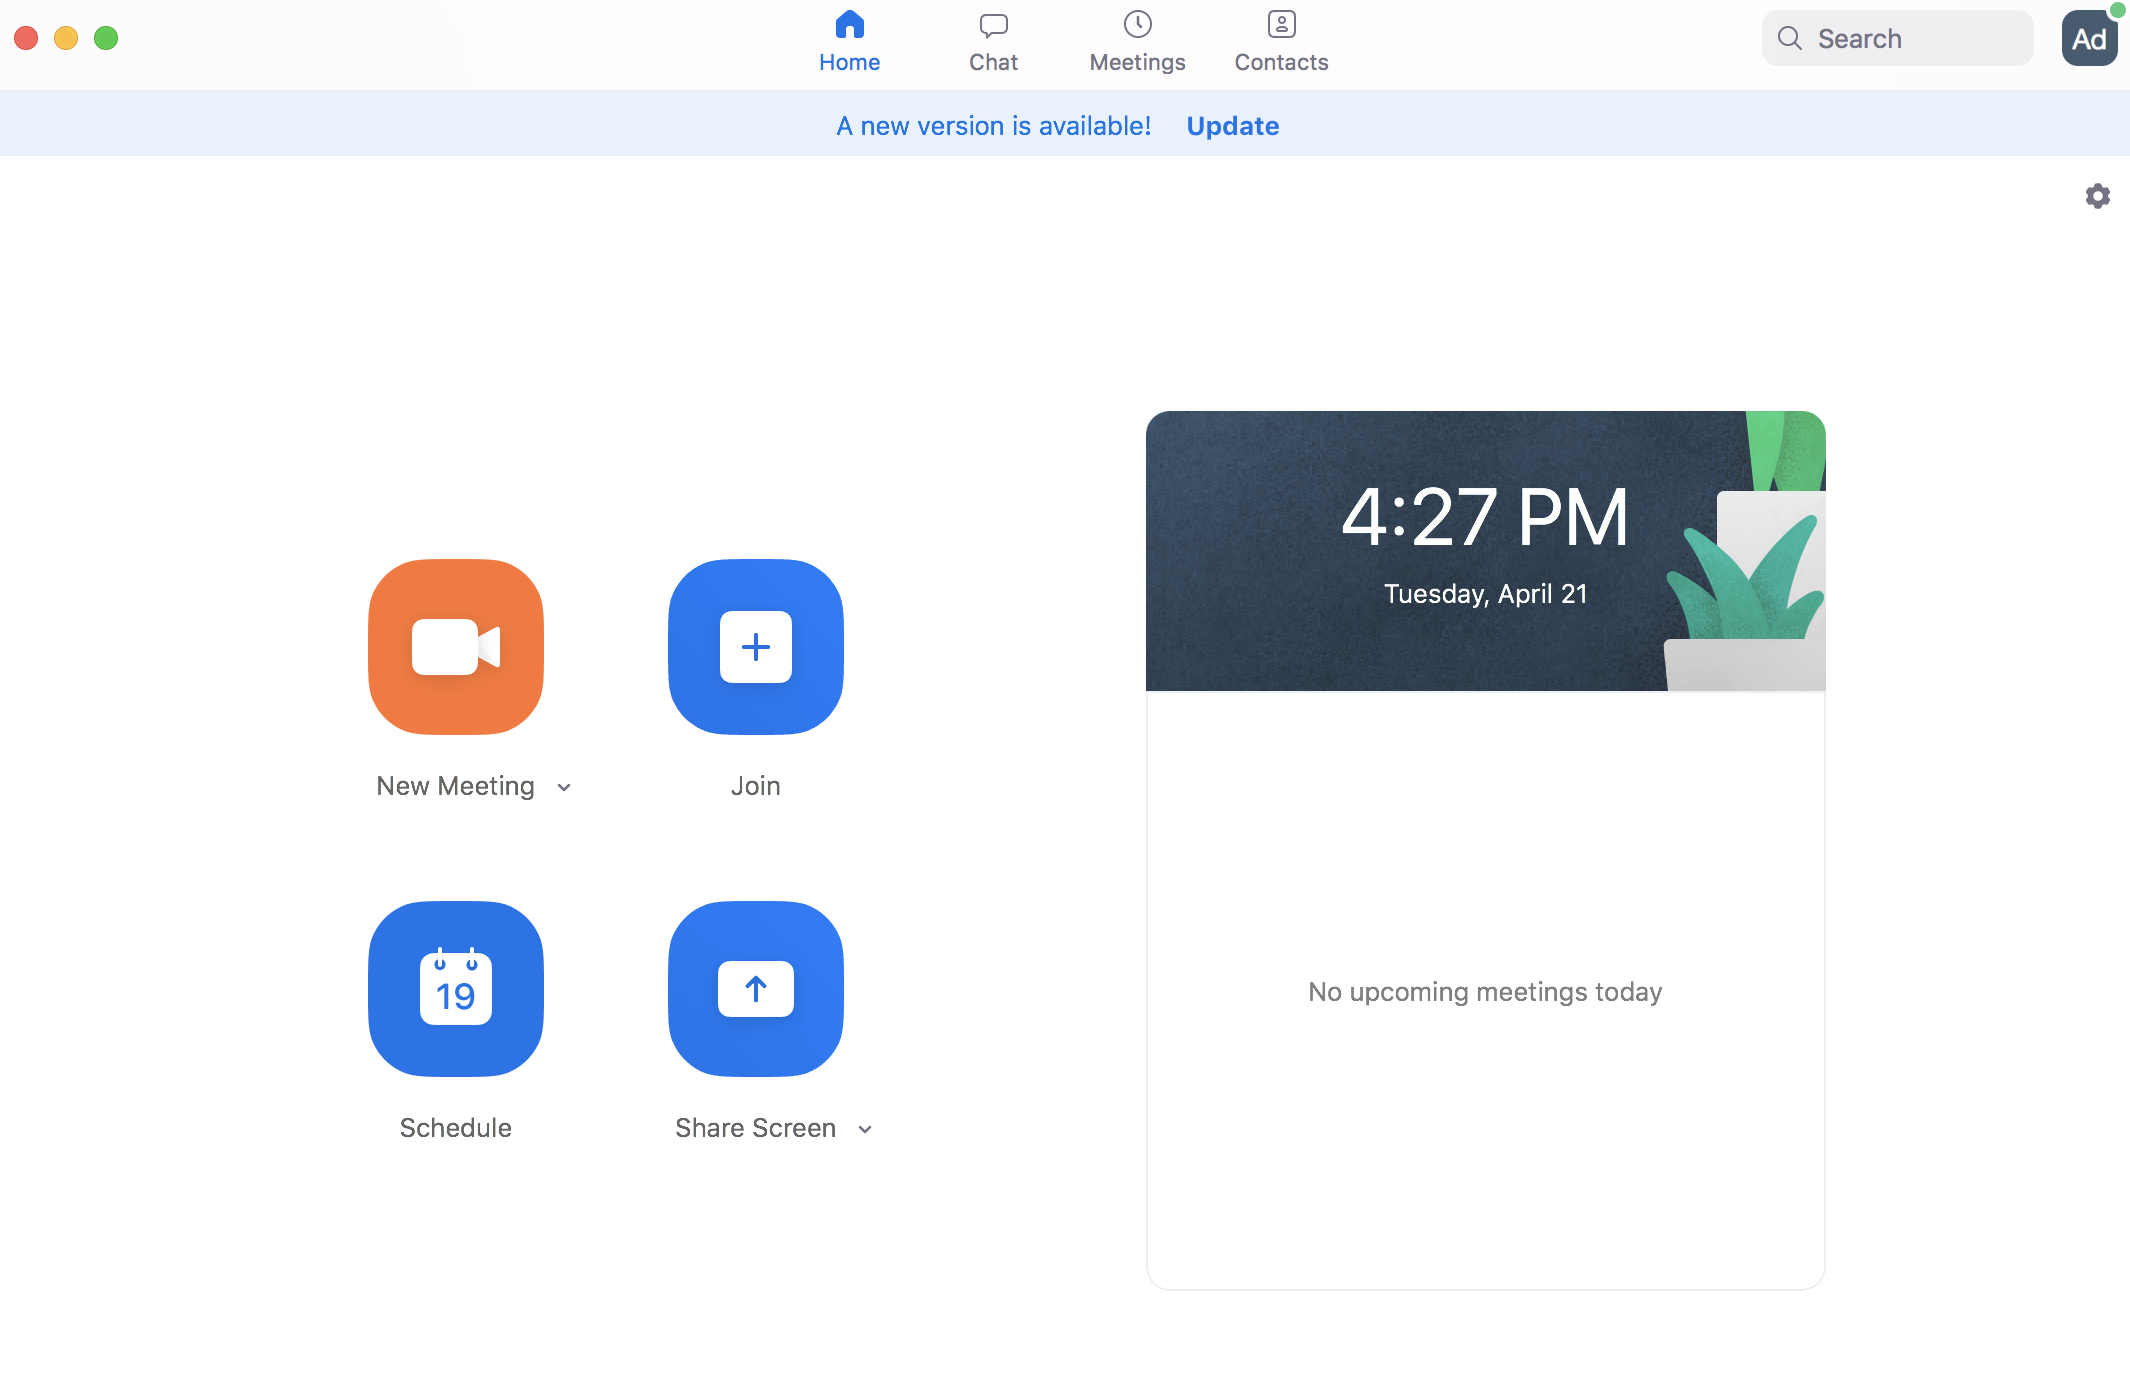 Home
Chat
Meetings
Contacts
Search
Ad
A new version is available! Update
4:27 PM
Tuesday, April 21
New Meeting
Join
No upcoming meetings today
19
Schedule
Share Screen